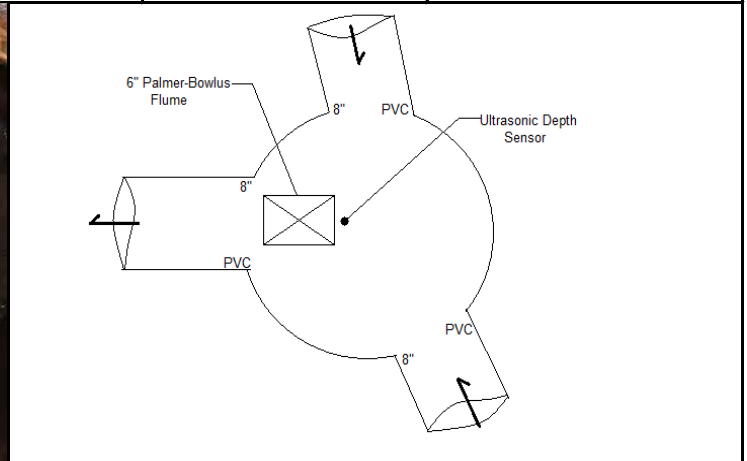 6" Palmer-Bowlus
Flume
8"
PVC
Ultrasonic Depth
Sensor
8"
PVC
PVC
8"